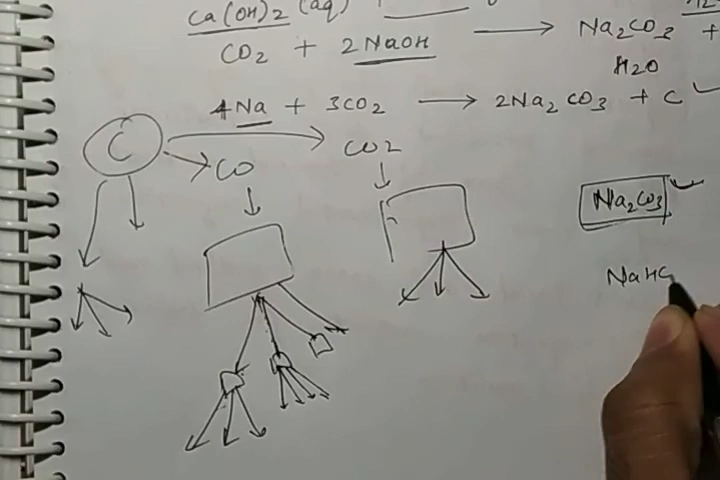 Ca(OH)2 (aq)
CO2 + 2NaOH → Na2CO3 +
H2O
4Na + 3CO2 → 2Na2CO3 + C
C
CO
CO2
Na2CO3
NaHC